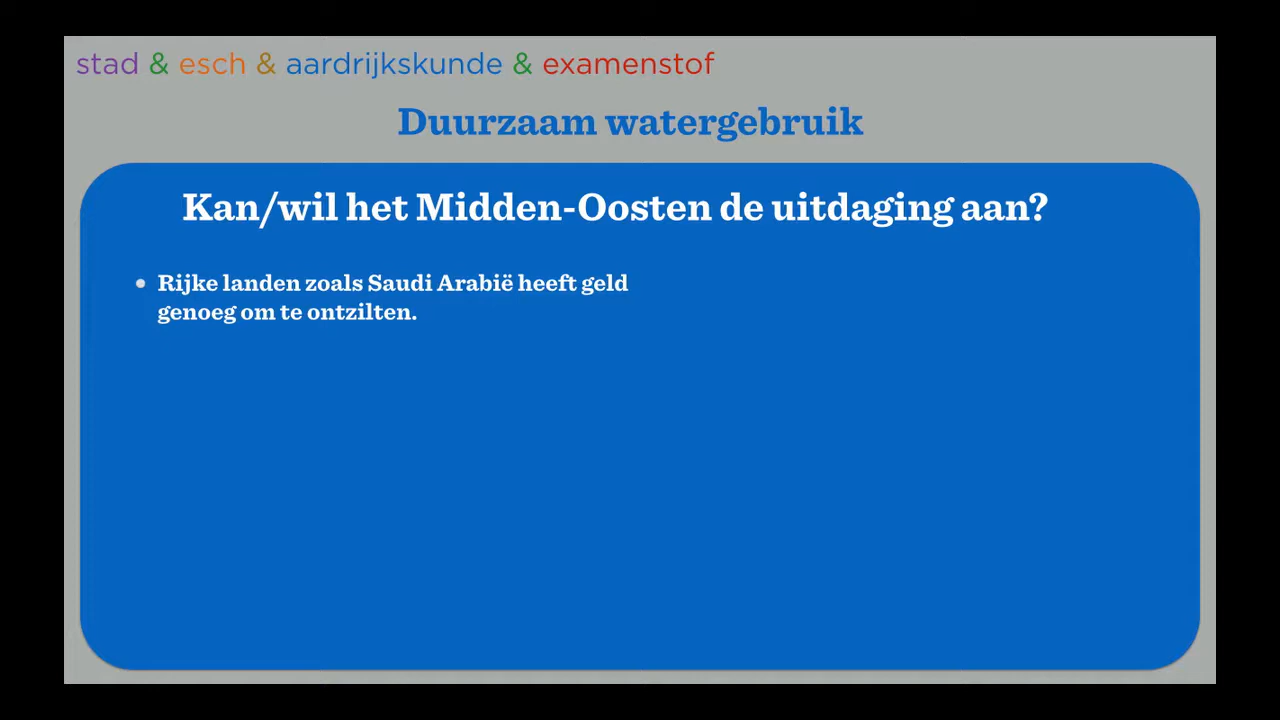 stad & esch & aardrijkskunde & examenstof
Duurzaam watergebruik
Kan/wil het Midden-Oosten de uitdaging aan?
• Rijke landen zoals Saudi Arabië heeft geld
genoeg om te ontzilten.